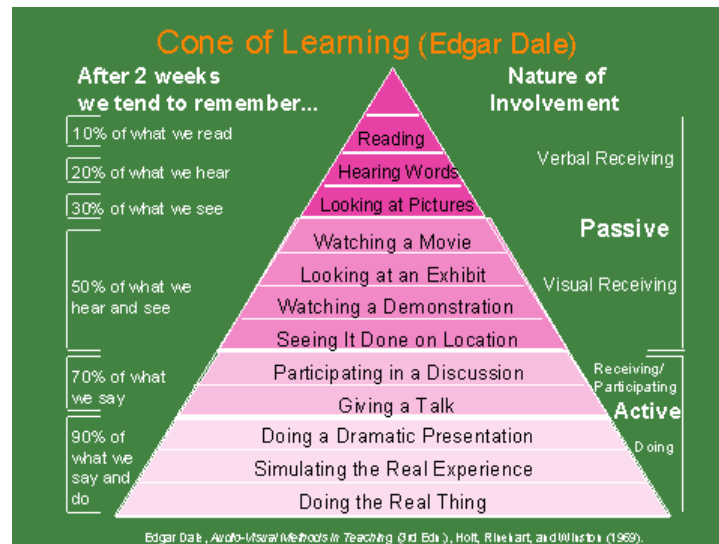 Cone of Learning (Edgar Dale)
After 2 weeks
we tend to remember...
Nature of
Involvement
10% of what we read
20% of what we hear
30% of what we see
50% of what we
hear and see
70% of what
we say
90% of
what we
say and
do
Reading
Hearing Words
Looking at Pictures
Watching a Movie
Looking at an Exhibit
Watching a Demonstration
Seeing It Done on Location
Participating in a Discussion
Giving a Talk
Doing a Dramatic Presentation
Simulating the Real Experience
Doing the Real Thing
Verbal Receiving
Passive
Visual Receiving
Receiving/
Participating
Active
Doing
Edgar Dale, Audio-Visual Methods in Teaching (3rd Edn.), Holt, Rinehart, and Winston (1969).